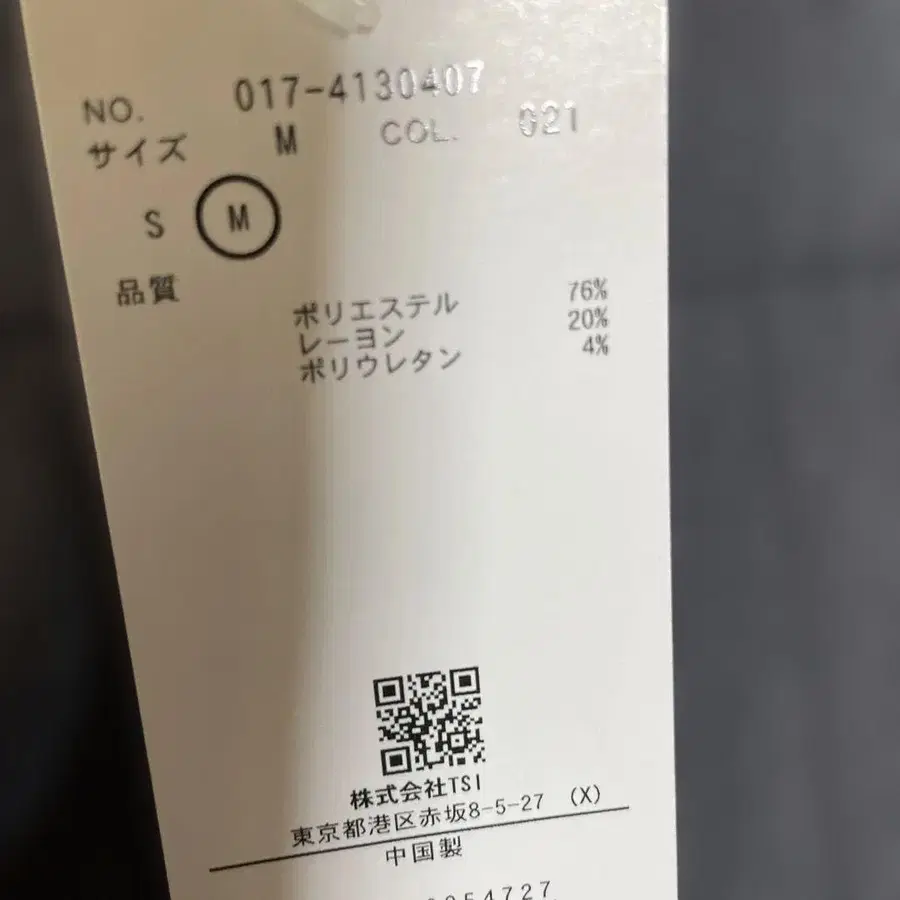 NO. 017-4130407
サイズ M COL. 021
S M
品質
ポリエステル 76%
レーヨン 20%
ポリウレタン 4%
株式会社TSI
東京都港区赤坂8-5-27 (X)
中国製
54727